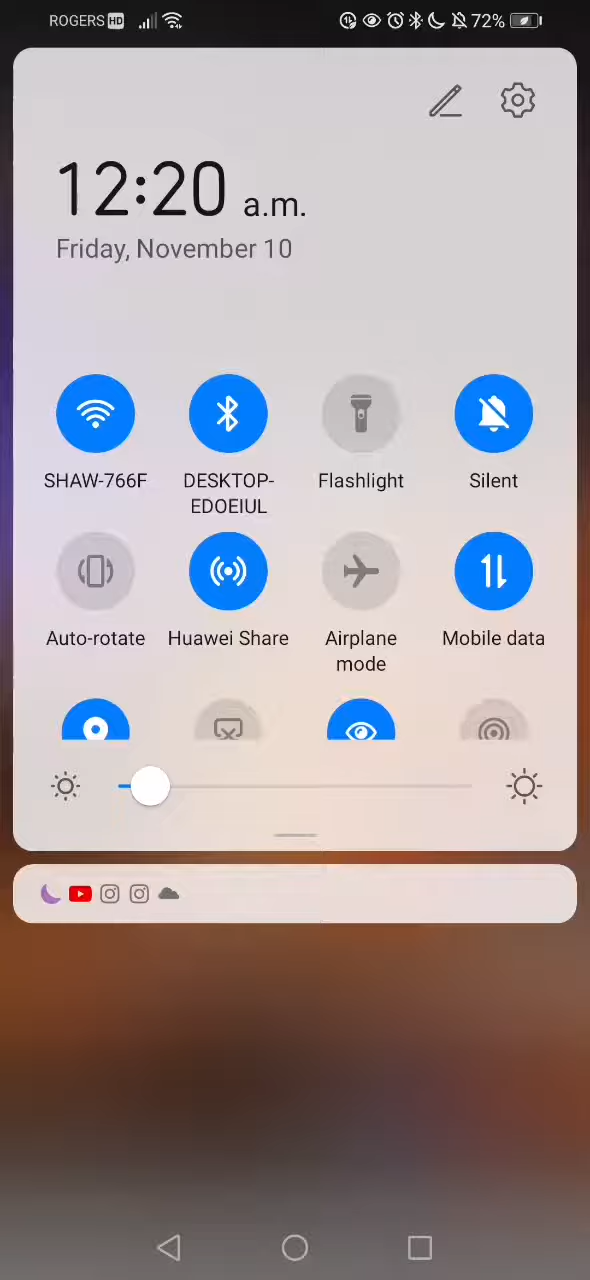 ROGERS HD 72%
12:20 a.m.
Friday, November 10
SHAW-766F DESKTOP-EDOEIUL Flashlight Silent
Auto-rotate Huawei Share Airplane mode Mobile data